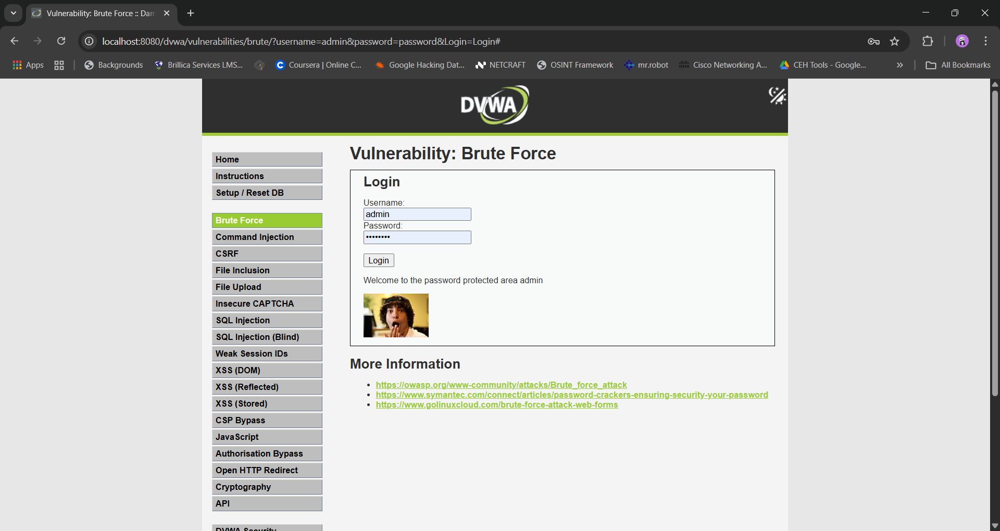 Vulnerability: Brute Force :: Dam
localhost:8080/dvwa/vulnerabilities/brute/?username=admin&password=password&Login=Login#
Apps Backgrounds Brillica Services LMS... Coursera | Online C... Google Hacking Dat... NETCRAFT OSINT Framework mr.robot Cisco Networking A... CEH Tools - Google... » All Bookmarks
DVWA
Home
Instructions
Setup / Reset DB
Brute Force
Command Injection
CSRF
File Inclusion
File Upload
Insecure CAPTCHA
SQL Injection
SQL Injection (Blind)
Weak Session IDs
XSS (DOM)
XSS (Reflected)
XSS (Stored)
CSP Bypass
JavaScript
Authorisation Bypass
Open HTTP Redirect
Cryptography
API
DVWA Security
Vulnerability: Brute Force
Login
Username:
admin
Password:
••••••••
Login
Welcome to the password protected area admin
More Information
• https://owasp.org/www-community/attacks/Brute_force_attack
• https://www.symantec.com/connect/articles/password-crackers-ensuring-security-your-password
• https://www.golinuxcloud.com/brute-force-attack-web-forms